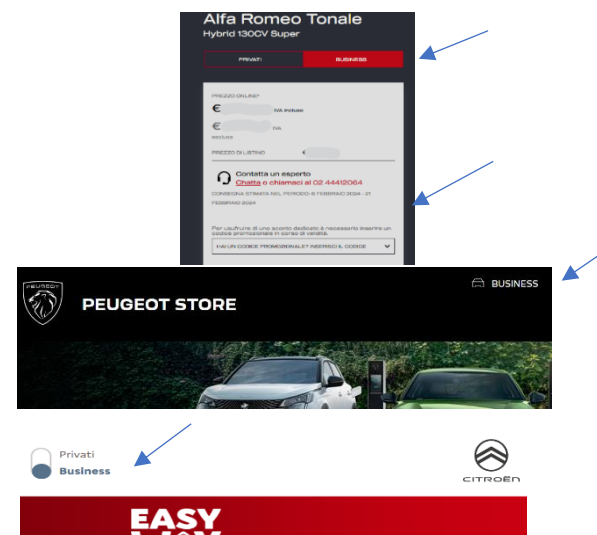 Alfa Romeo Tonale
Hybrid 130CV Super
PRIVATI BUSINESS
PREZZO ONLINE*
€ IVA inclusa
€ IVA
esclusa
PREZZO DI LISTINO €
Contatta un esperto
Chatta o chiamaci al 02 44412064
CONSEGNA STIMATA NEL PERIODO: 6 FEBBRAIO 2024 - 21
FEBBRAIO 2024
Per usufruire di uno sconto dedicato è necessario inserire un
codice promozionale in corso di validità.
HAI UN CODICE PROMOZIONALE? INSERISCI IL CODICE
PEUGEOT
PEUGEOT STORE
BUSINESS
Privati
Business
CITROËN
EASY
WAY